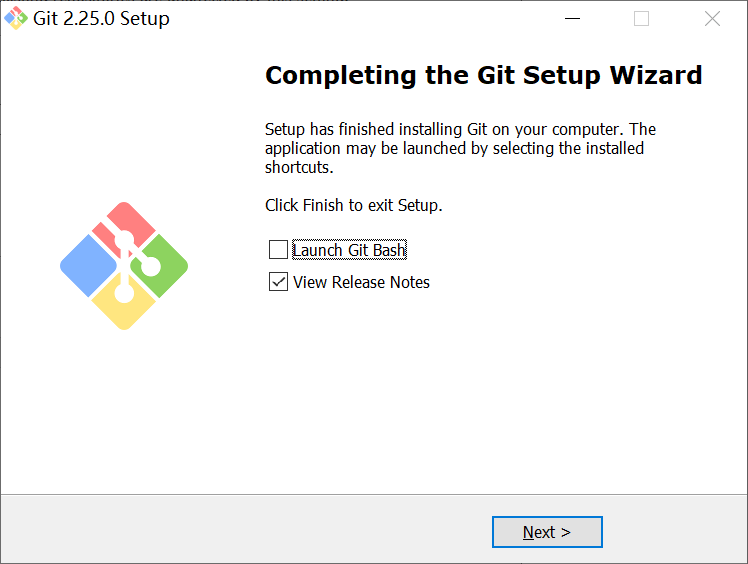 Git 2.25.0 Setup
Completing the Git Setup Wizard
Setup has finished installing Git on your computer. The
application may be launched by selecting the installed
shortcuts.
Click Finish to exit Setup.
Launch Git Bash
View Release Notes
Next >